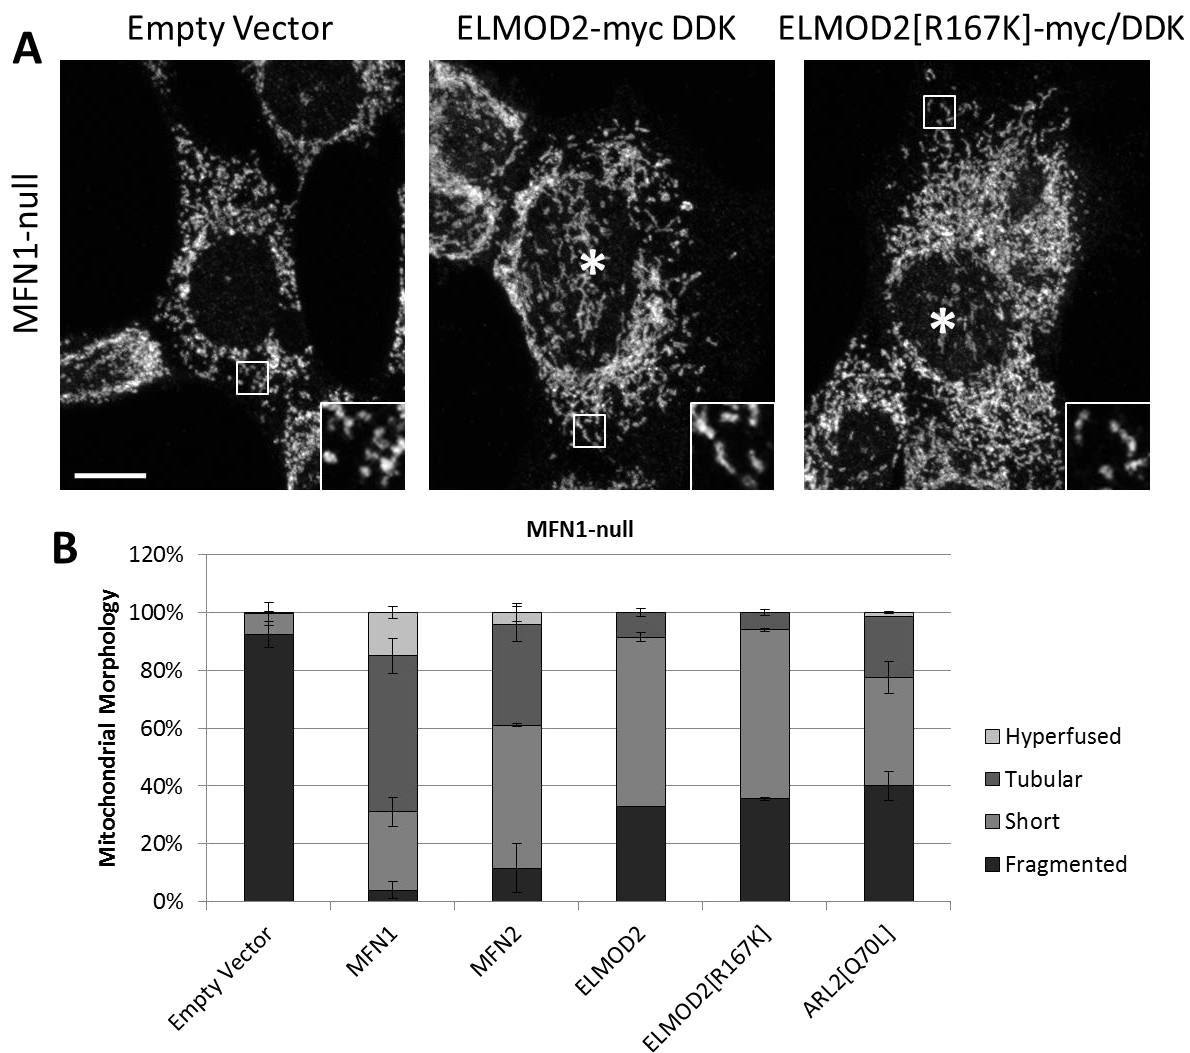 A
Empty Vector
ELMOD2-myc DDK
ELMOD2[R167K]-myc/DDK
MFN1-null
*
*
B
MFN1-null
Mitochondrial Morphology
120%
100%
80%
60%
40%
20%
0%
Empty Vector
MFN1
MFN2
ELMOD2
ELMOD2[R167K]
ARL2[Q70L]
Hyperfused
Tubular
Short
Fragmented